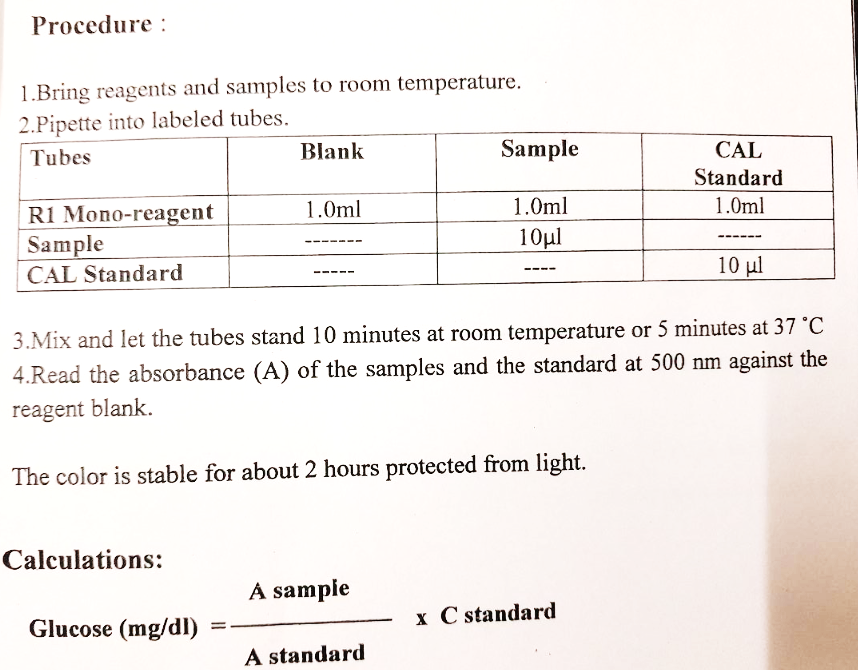 Procedure :
1.Bring reagents and samples to room temperature.
2.Pipette into labeled tubes.
Tubes Blank Sample CAL Standard
R1 Mono-reagent 1.0ml 1.0ml 1.0ml
Sample ------- 10µl ------
CAL Standard ----- ---- 10 µl
3.Mix and let the tubes stand 10 minutes at room temperature or 5 minutes at 37 ˚C
4.Read the absorbance (A) of the samples and the standard at 500 nm against the
reagent blank.
The color is stable for about 2 hours protected from light.
Calculations:
A sample
Glucose (mg/dl) = x C standard
A standard